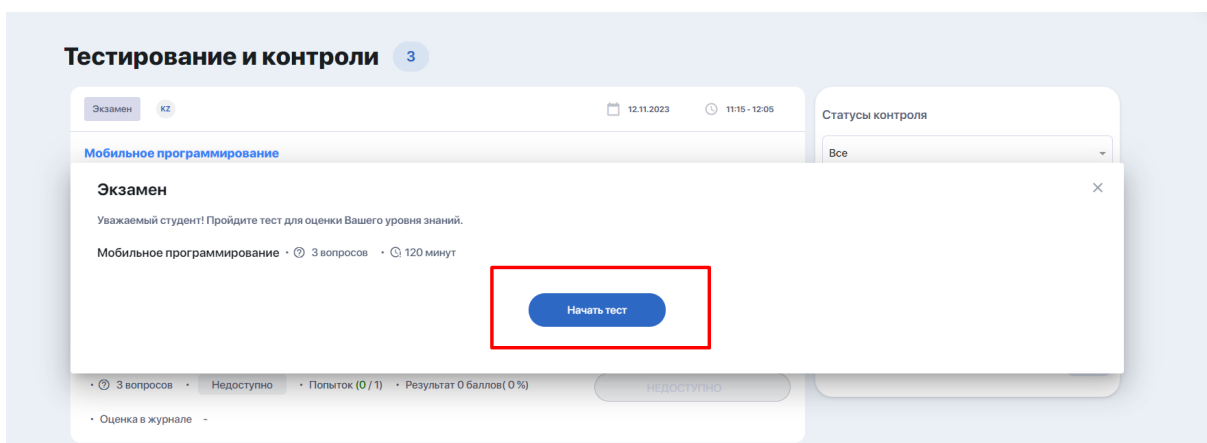 Тестирование и контроли 3
Экзамен KZ 12.11.2023 11:15 - 12:05
Мобильное программирование
Статусы контроля
Все
Экзамен
Уважаемый студент! Пройдите тест для оценки Вашего уровня знаний.
Мобильное программирование • 3 вопросов • 120 минут
Начать тест
• 3 вопросов • Недоступно • Попыток (0 / 1) • Результат 0 баллов( 0 %) НЕДОСТУПНО
• Оценка в журнале -